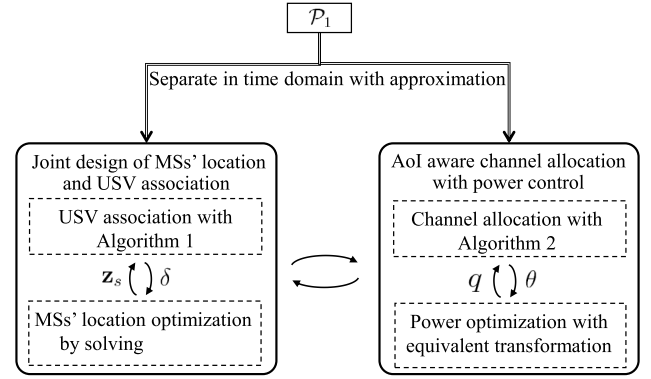 𝒫₁
Separate in time domain with approximation
Joint design of MSs' location
and USV association
USV association with
Algorithm 1
𝐳ₛ δ
MSs' location optimization
by solving
AoI aware channel allocation
with power control
Channel allocation with
Algorithm 2
q θ
Power optimization with
equivalent transformation